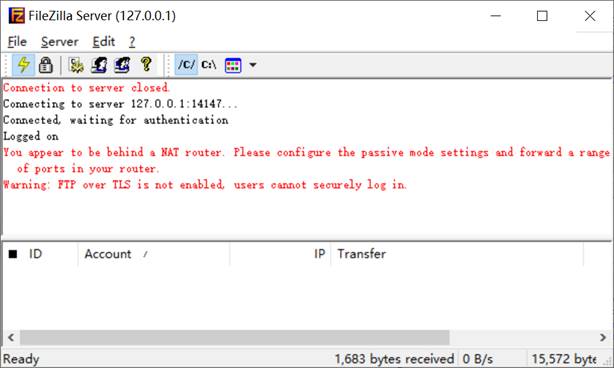 FileZilla Server (127.0.0.1)
File Server Edit ?
/C/ C:\
Connection to server closed.
Connecting to server 127.0.0.1:14147...
Connected, waiting for authentication
Logged on
You appear to be behind a NAT router. Please configure the passive mode settings and forward a range
of ports in your router.
Warning: FTP over TLS is not enabled, users cannot securely log in.
ID Account / IP Transfer
Ready 1,683 bytes received 0 B/s 15,572 byte